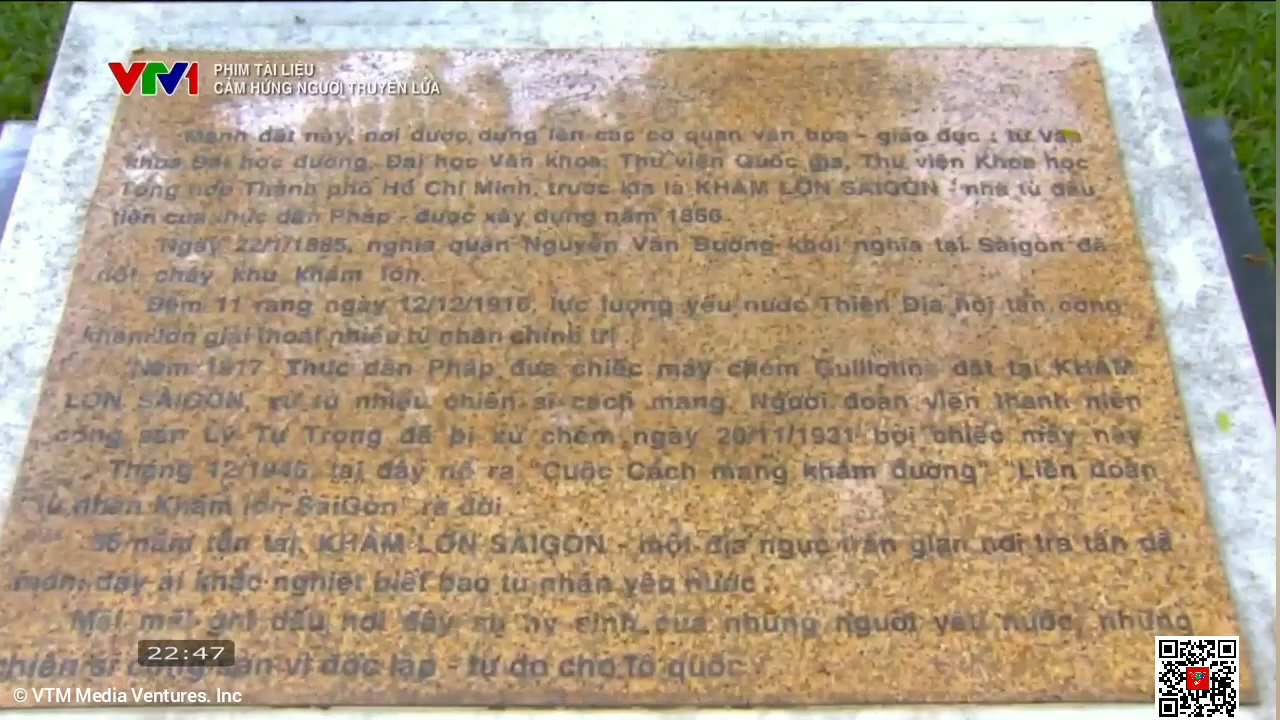 VTV1
PHIM TÀI LIỆU
CẢM HỨNG NGƯỜI TRUYỀN LỬA
Mảnh đất này, nơi được dựng lên các cơ quan văn hóa - giáo dục : từ Văn
khoa Đại học đường, Đại học Văn khoa, Thư viện Quốc gia, Thư viện Khoa học
Tổng hợp Thành phố Hồ Chí Minh, trước kia là KHÁM LỚN SÀIGÒN - nhà tù đầu
tiên của thực dân Pháp - được xây dựng năm 1866.
Ngày 22/1/1885, nghĩa quân Nguyễn Văn Bường khởi nghĩa tại Sàigòn đã
đốt cháy khu Khám lớn.
Đêm 11 rạng ngày 12/12/1916, lực lượng yêu nước Thiên Địa hội tấn công
khám lớn giải thoát nhiều tù nhân chính trị .
Năm 1917 Thực dân Pháp đưa chiếc máy chém Guillotine đặt tại KHÁM
LỚN SÀIGÒN, xử tử nhiều chiến sĩ cách mạng. Người đoàn viên thanh niên
cộng sản Lý Tự Trọng đã bị xử chém ngày 20/11/1931 bởi chiếc máy này
Tháng 12/1945, tại đây nổ ra "Cuộc Cách mạng khám đường" "Liên đoàn
tù nhân Khám lớn SàiGòn" ra đời
năm tồn tại, KHÁM LỚN SÀIGÒN - một địa ngục trần gian nơi tra tấn dã
man, đày ải khắc nghiệt biết bao tù nhân yêu nước .
Mãi mãi ghi dấu nơi đây sự hy sinh của những người yêu nước, những
chiến sĩ cộng sản vì độc lập - tự do cho Tổ quốc.
22:47
© VTM Media Ventures. Inc